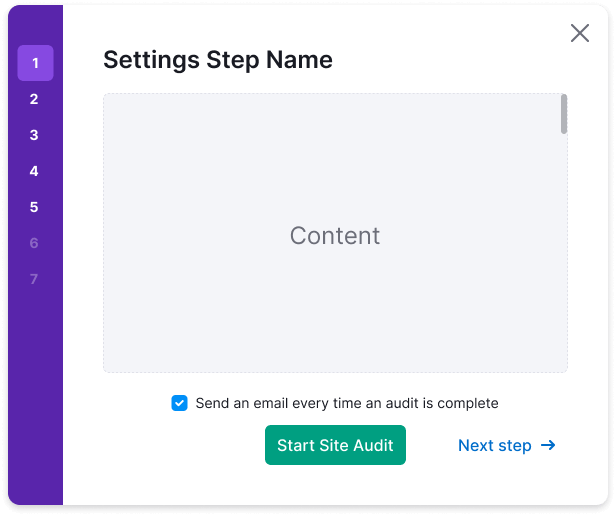 1
2
3
4
5
6
7
Settings Step Name
Content
Send an email every time an audit is complete
Start Site Audit
Next step